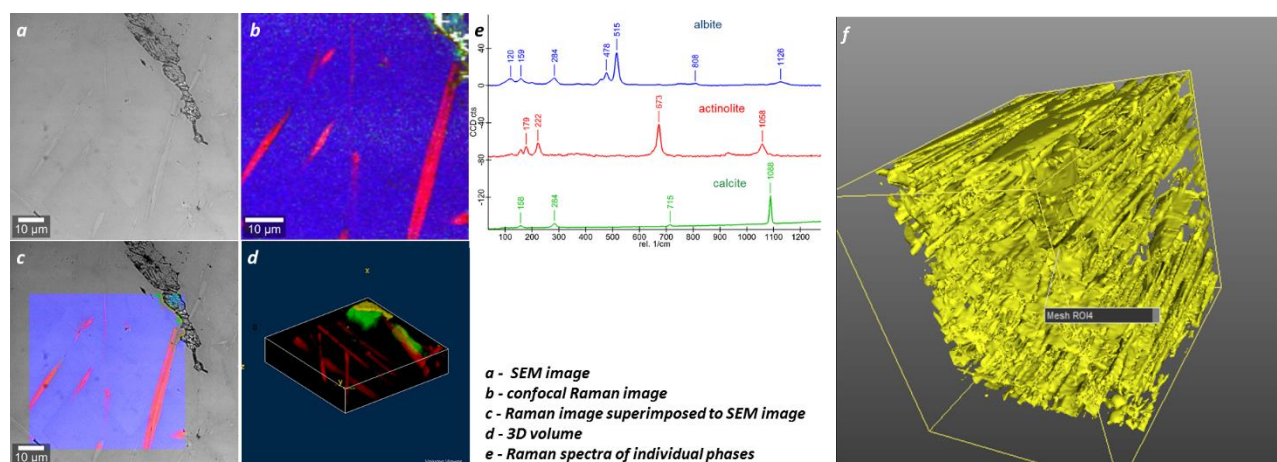 a
10 µm
b
10 µm
c
10 µm
d
x
y
z
e
albite
120
159
284
478
515
808
1126
actinolite
179
222
673
1058
calcite
158
284
715
1088
CCD cts
40
0
-40
-80
-120
100 200 300 400 500 600 700 800 900 1000 1100 1200
rel. 1/cm
a - SEM image
b - confocal Raman image
c - Raman image superimposed to SEM image
d - 3D volume
e - Raman spectra of individual phases
f
Mesh ROI4